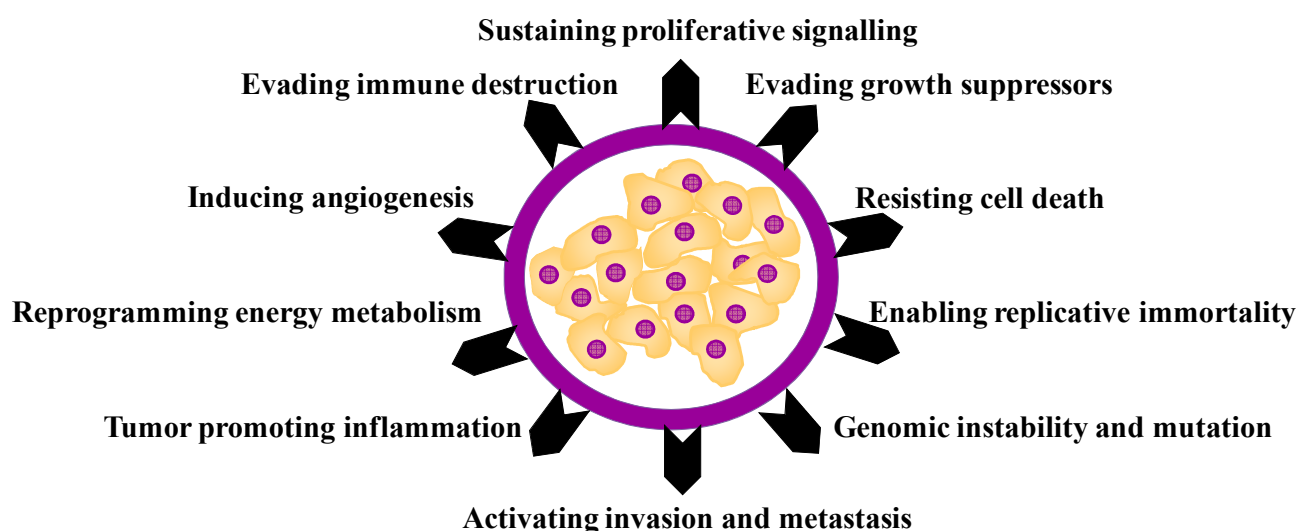 Sustaining proliferative signalling
Evading immune destruction
Evading growth suppressors
Inducing angiogenesis
Resisting cell death
Reprogramming energy metabolism
Enabling replicative immortality
Tumor promoting inflammation
Genomic instability and mutation
Activating invasion and metastasis